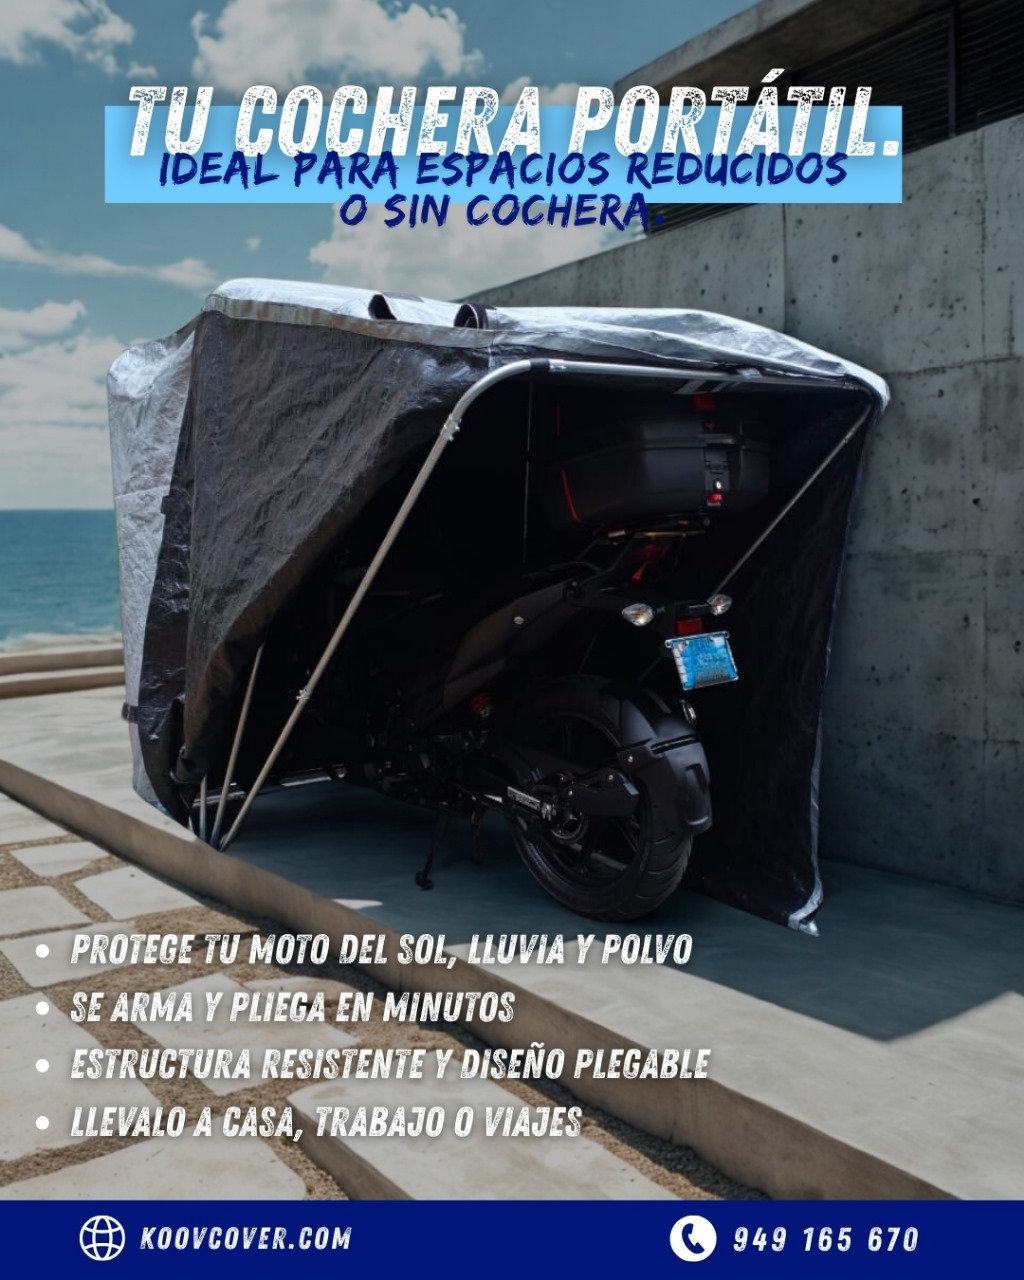 TU COCHERA PORTÁTIL.
IDEAL PARA ESPACIOS REDUCIDOS
O SIN COCHERA.
• PROTEGE TU MOTO DEL SOL, LLUVIA Y POLVO
• SE ARMA Y PLIEGA EN MINUTOS
• ESTRUCTURA RESISTENTE Y DISEÑO PLEGABLE
• LLEVALO A CASA, TRABAJO O VIAJES
KOOVCOVER.COM
949 165 670